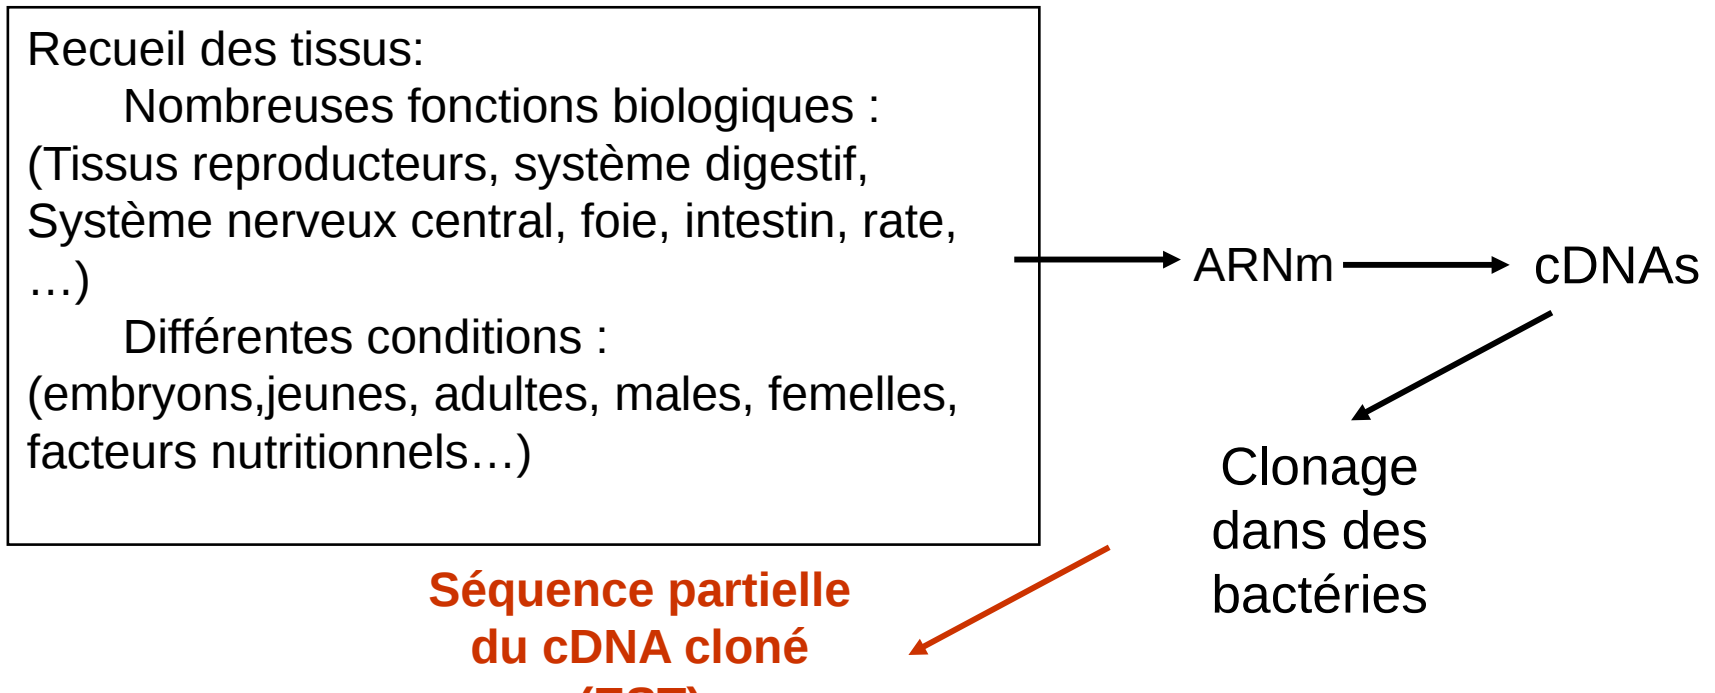 Recueil des tissus:
Nombreuses fonctions biologiques :
(Tissus reproducteurs, système digestif,
Système nerveux central, foie, intestin, rate,
…)
Différentes conditions :
(embryons,jeunes, adultes, males, femelles,
facteurs nutritionnels…)
ARNm
cDNAs
Clonage
dans des
bactéries
Séquence partielle
du cDNA cloné
(EST)